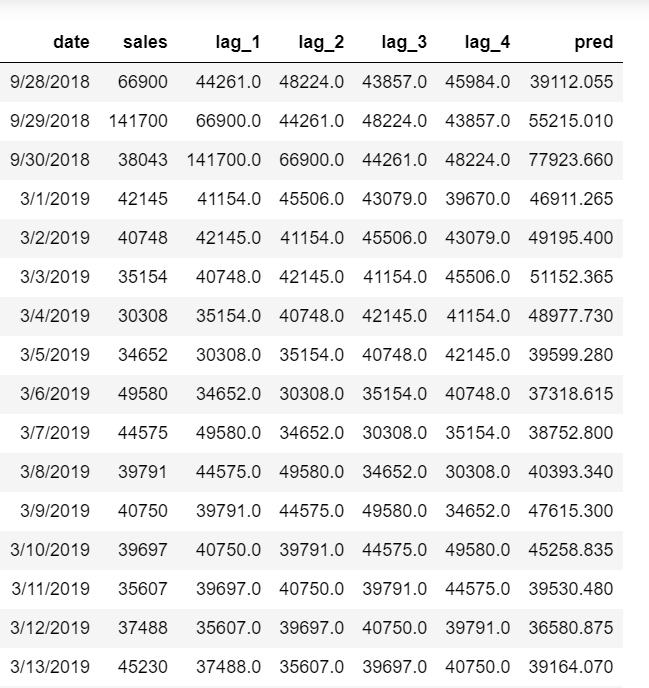 date sales lag_1 lag_2 lag_3 lag_4 pred
9/28/2018 66900 44261.0 48224.0 43857.0 45984.0 39112.055
9/29/2018 141700 66900.0 44261.0 48224.0 43857.0 55215.010
9/30/2018 38043 141700.0 66900.0 44261.0 48224.0 77923.660
3/1/2019 42145 41154.0 45506.0 43079.0 39670.0 46911.265
3/2/2019 40748 42145.0 41154.0 45506.0 43079.0 49195.400
3/3/2019 35154 40748.0 42145.0 41154.0 45506.0 51152.365
3/4/2019 30308 35154.0 40748.0 42145.0 41154.0 48977.730
3/5/2019 34652 30308.0 35154.0 40748.0 42145.0 39599.280
3/6/2019 49580 34652.0 30308.0 35154.0 40748.0 37318.615
3/7/2019 44575 49580.0 34652.0 30308.0 35154.0 38752.800
3/8/2019 39791 44575.0 49580.0 34652.0 30308.0 40393.340
3/9/2019 40750 39791.0 44575.0 49580.0 34652.0 47615.300
3/10/2019 39697 40750.0 39791.0 44575.0 49580.0 45258.835
3/11/2019 35607 39697.0 40750.0 39791.0 44575.0 39530.480
3/12/2019 37488 35607.0 39697.0 40750.0 39791.0 36580.875
3/13/2019 45230 37488.0 35607.0 39697.0 40750.0 39164.070